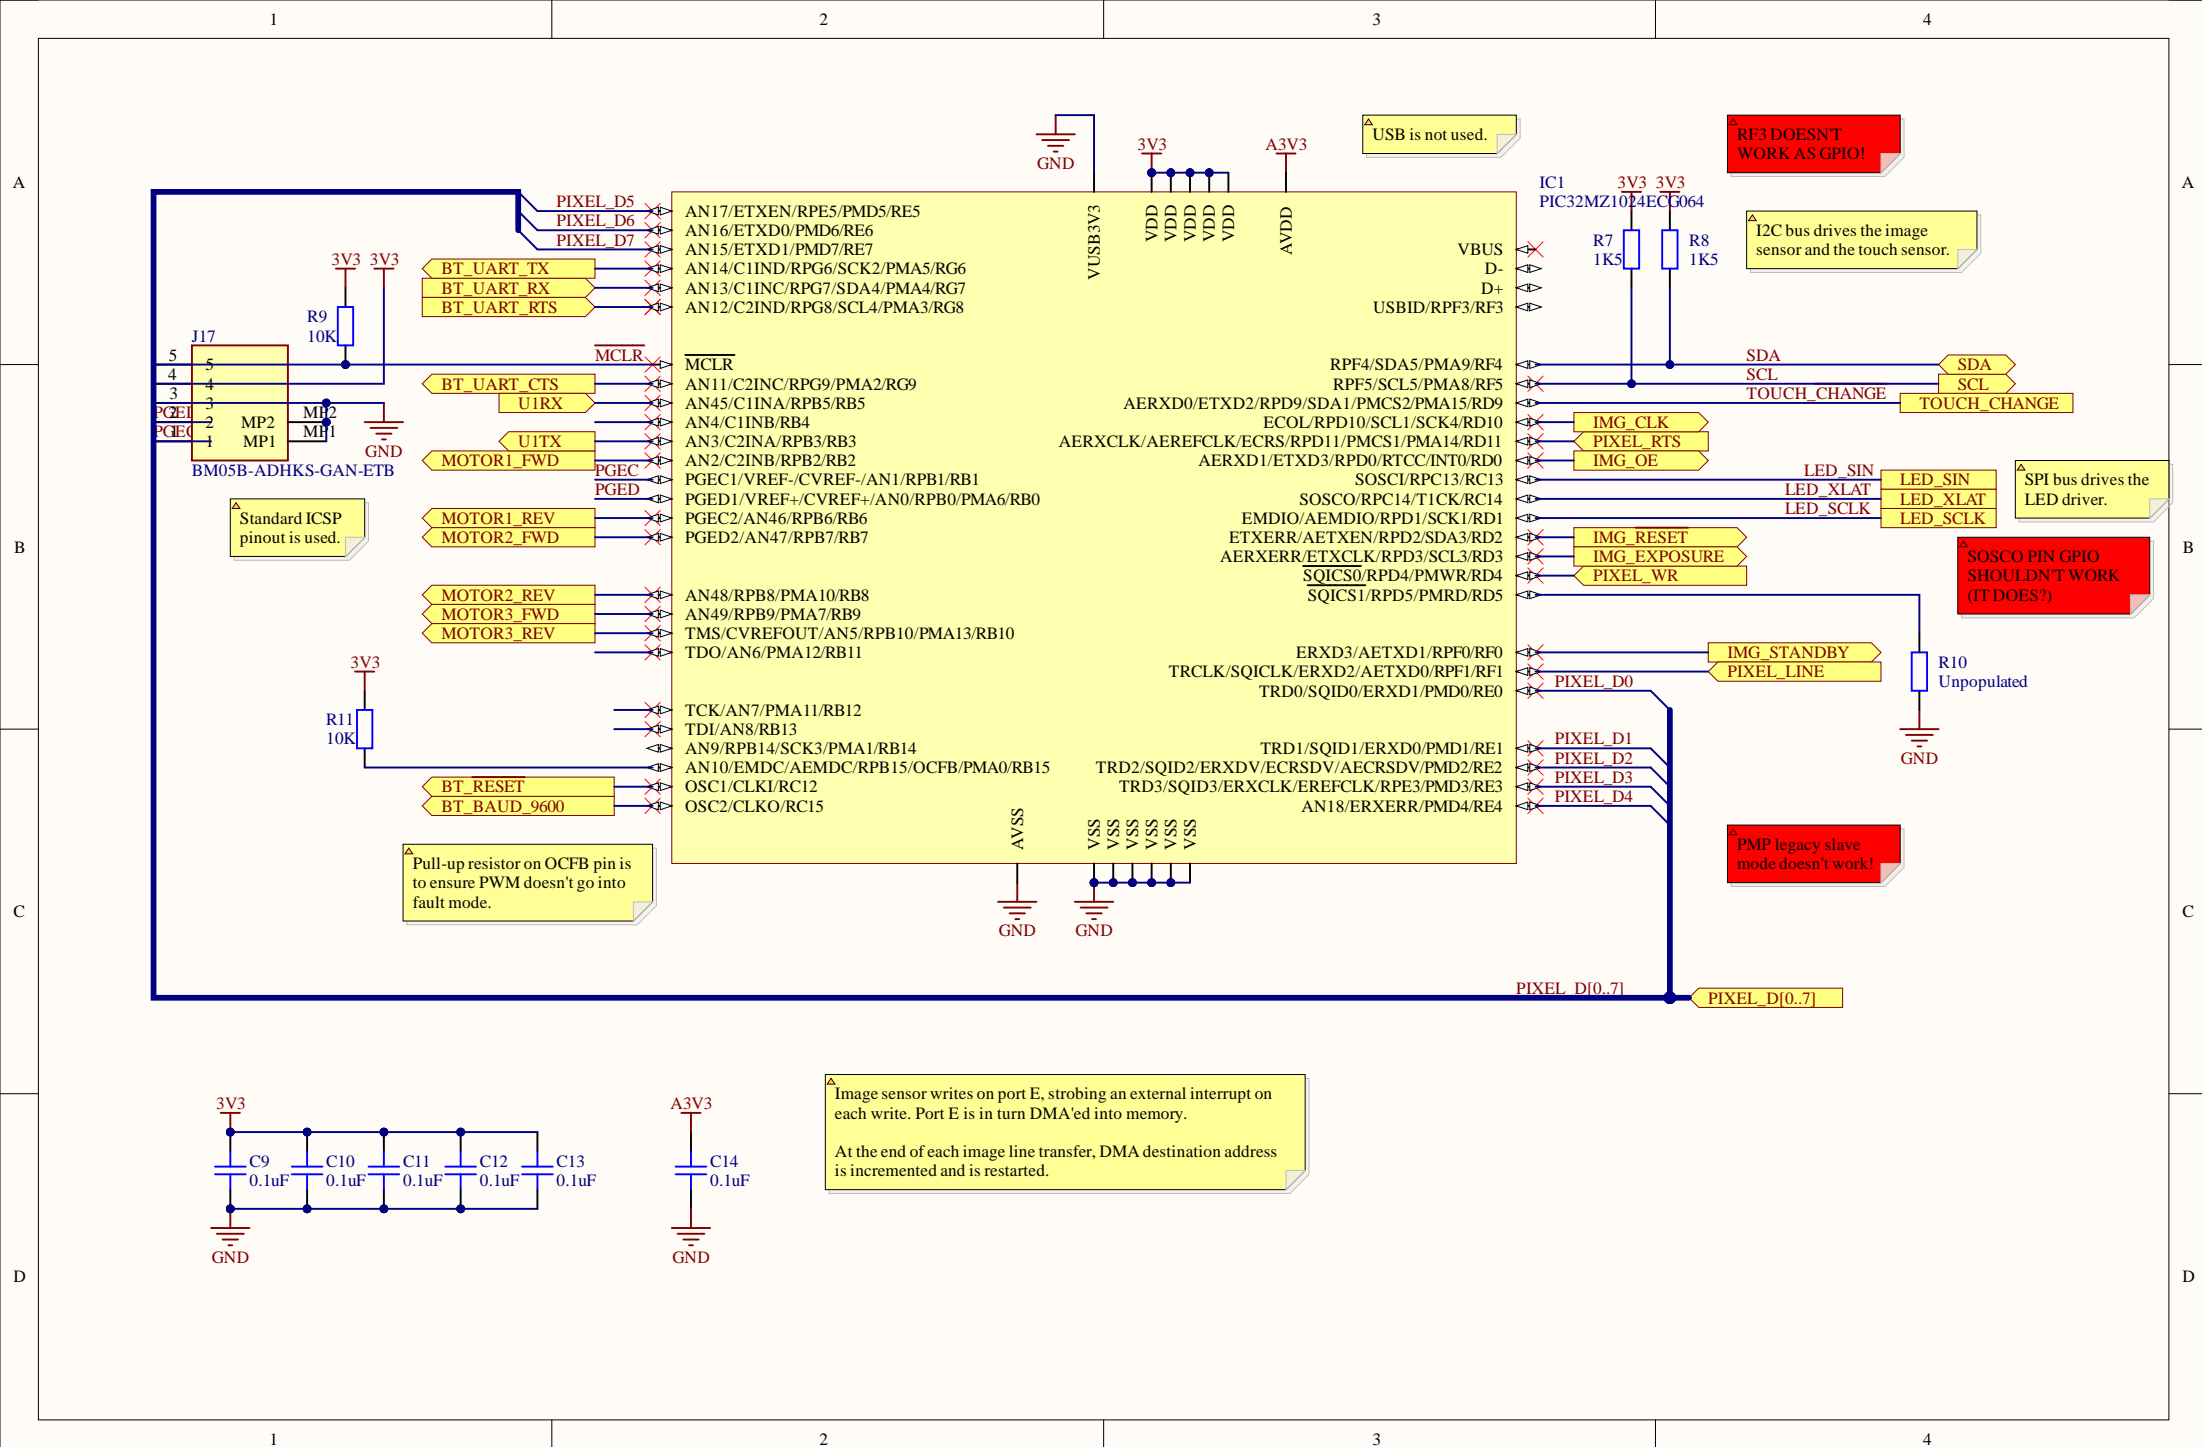 1 2 3 4
A A
B B
C C
D D
1 2 3 4
USB is not used.
RF3 DOESN'T
WORK AS GPIO!
I2C bus drives the image
sensor and the touch sensor.
GND
3V3
A3V3
VUSB3V3
VDD
VDD
VDD
VDD
VDD
AVDD
IC1
PIC32MZ1024ECG064
3V3 3V3
R7
1K5
R8
1K5
PIXEL_D5
PIXEL_D6
PIXEL_D7
BT_UART_TX
BT_UART_RX
BT_UART_RTS
MCLR
BT_UART_CTS
U1RX
U1TX
MOTOR1_FWD
PGEC
PGED
MOTOR1_REV
MOTOR2_FWD
MOTOR2_REV
MOTOR3_FWD
MOTOR3_REV
BT_RESET
BT_BAUD_9600
AN17/ETXEN/RPE5/PMD5/RE5
AN16/ETXD0/PMD6/RE6
AN15/ETXD1/PMD7/RE7
AN14/C1IND/RPG6/SCK2/PMA5/RG6
AN13/C1INC/RPG7/SDA4/PMA4/RG7
AN12/C2IND/RPG8/SCL4/PMA3/RG8
MCLR
AN11/C2INC/RPG9/PMA2/RG9
AN45/C1INA/RPB5/RB5
AN4/C1INB/RB4
AN3/C2INA/RPB3/RB3
AN2/C2INB/RPB2/RB2
PGEC1/VREF-/CVREF-/AN1/RPB1/RB1
PGED1/VREF+/CVREF+/AN0/RPB0/PMA6/RB0
PGEC2/AN46/RPB6/RB6
PGED2/AN47/RPB7/RB7
AN48/RPB8/PMA10/RB8
AN49/RPB9/PMA7/RB9
TMS/CVREFOUT/AN5/RPB10/PMA13/RB10
TDO/AN6/PMA12/RB11
TCK/AN7/PMA11/RB12
TDI/AN8/RB13
AN9/RPB14/SCK3/PMA1/RB14
AN10/EMDC/AEMDC/RPB15/OCFB/PMA0/RB15
OSC1/CLKI/RC12
OSC2/CLKO/RC15
VBUS
D-
D+
USBID/RPF3/RF3
RPF4/SDA5/PMA9/RF4
RPF5/SCL5/PMA8/RF5
AERXD0/ETXD2/RPD9/SDA1/PMCS2/PMA15/RD9
ECOL/RPD10/SCL1/SCK4/RD10
AERXCLK/AEREFCLK/ECRS/RPD11/PMCS1/PMA14/RD11
AERXD1/ETXD3/RPD0/RTCC/INT0/RD0
SOSCI/RPC13/RC13
SOSCO/RPC14/T1CK/RC14
EMDIO/AEMDIO/RPD1/SCK1/RD1
ETXERR/AETXEN/RPD2/SDA3/RD2
AERXERR/ETXCLK/RPD3/SCL3/RD3
SQICS0/RPD4/PMWR/RD4
SQICS1/RPD5/PMRD/RD5
ERXD3/AETXD1/RPF0/RF0
TRCLK/SQICLK/ERXD2/AETXD0/RPF1/RF1
TRD0/SQID0/ERXD1/PMD0/RE0
TRD1/SQID1/ERXD0/PMD1/RE1
TRD2/SQID2/ERXDV/ECRSDV/AECRSDV/PMD2/RE2
TRD3/SQID3/ERXCLK/EREFCLK/RPE3/PMD3/RE3
AN18/ERXERR/PMD4/RE4
AVSS
VSS
VSS
VSS
VSS
VSS
VSS
GND
GND
SDA
SCL
TOUCH_CHANGE
SDA
SCL
TOUCH_CHANGE
IMG_CLK
PIXEL_RTS
IMG_OE
LED_SIN
LED_XLAT
LED_SCLK
LED_SIN
LED_XLAT
LED_SCLK
SPI bus drives the
LED driver.
IMG_RESET
IMG_EXPOSURE
PIXEL_WR
SOSCO PIN GPIO
SHOULDN'T WORK
(IT DOES?)
IMG_STANDBY
PIXEL_LINE
R10
Unpopulated
GND
PIXEL_D0
PIXEL_D1
PIXEL_D2
PIXEL_D3
PIXEL_D4
PMP legacy slave
mode doesn't work!
PIXEL_D[0..7]
PIXEL_D[0..7]
3V3 3V3
R9
10K
J17
5 5
4 4
3 3
2 2
1 1
MP2
MP1
MP2
MP1
GND
BM05B-ADHKS-GAN-ETB
Standard ICSP
pinout is used.
3V3
R11
10K
Pull-up resistor on OCFB pin is
to ensure PWM doesn't go into
fault mode.
3V3
C9
0.1uF
C10
0.1uF
C11
0.1uF
C12
0.1uF
C13
0.1uF
GND
A3V3
C14
0.1uF
GND
Image sensor writes on port E, strobing an external interrupt on
each write. Port E is in turn DMA'ed into memory.
At the end of each image line transfer, DMA destination address
is incremented and is restarted.